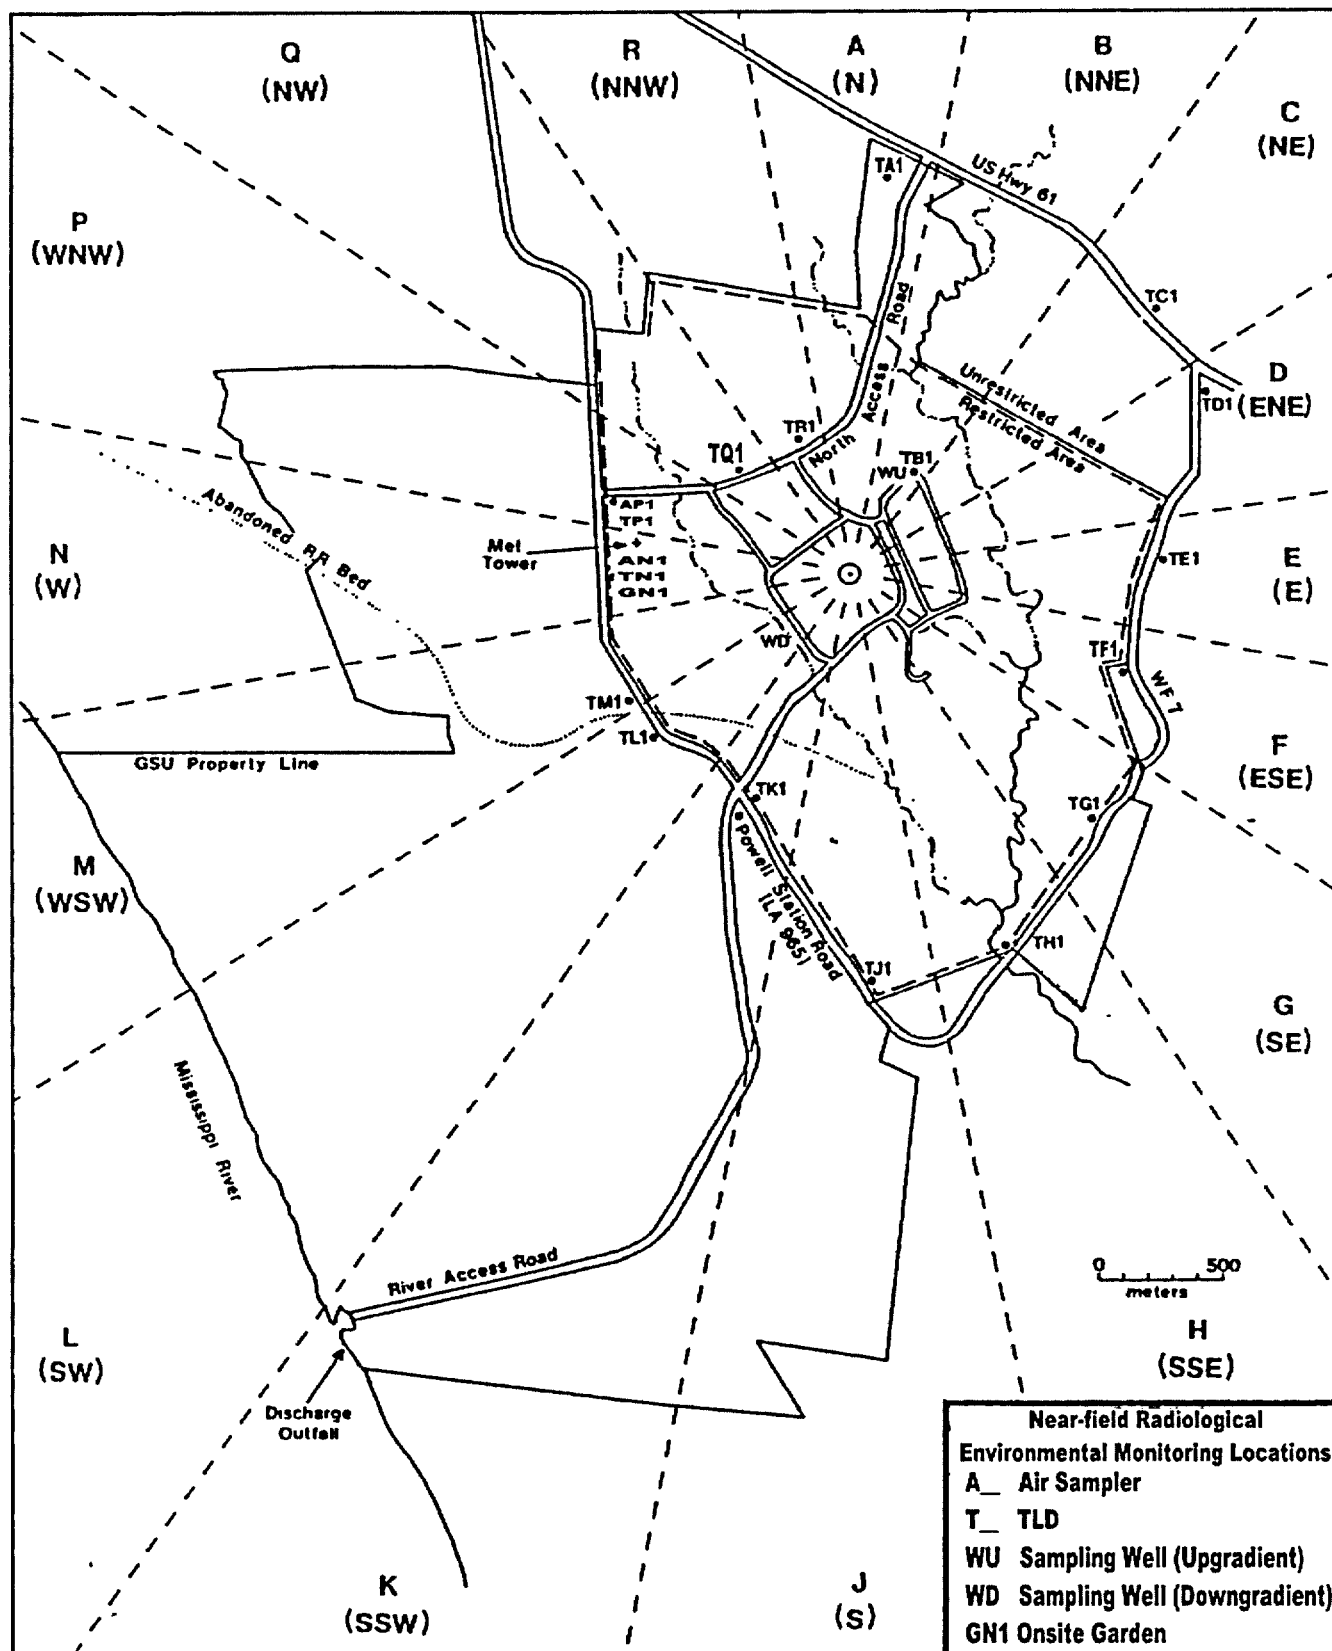 Q
(NW)
R
(NNW)
A
(N)
B
(NNE)
C
(NE)
P
(WNW)
TA1
US Hwy 61
TC1
North Access Road
D
(ENE)
TD1
Unrestricted Area
Restricted Area
TR1
TQ1
TB1
WU
Abandoned RR Bed
AP1
TP1
Met
Tower
AN1
TN1
GN1
N
(W)
E
(E)
TE1
WD
TF1
WF 7
TM1
TL1
GSU Property Line
F
(ESE)
TK1
TG1
Powell Station Road
(LA 965)
M
(WSW)
TH1
TJ1
G
(SE)
Mississippi River
River Access Road
0 500
meters
L
(SW)
H
(SSE)
Discharge
Outfall
K
(SSW)
J
(S)
Near-field Radiological
Environmental Monitoring Locations
A_ Air Sampler
T_ TLD
WU Sampling Well (Upgradient)
WD Sampling Well (Downgradient)
GN1 Onsite Garden